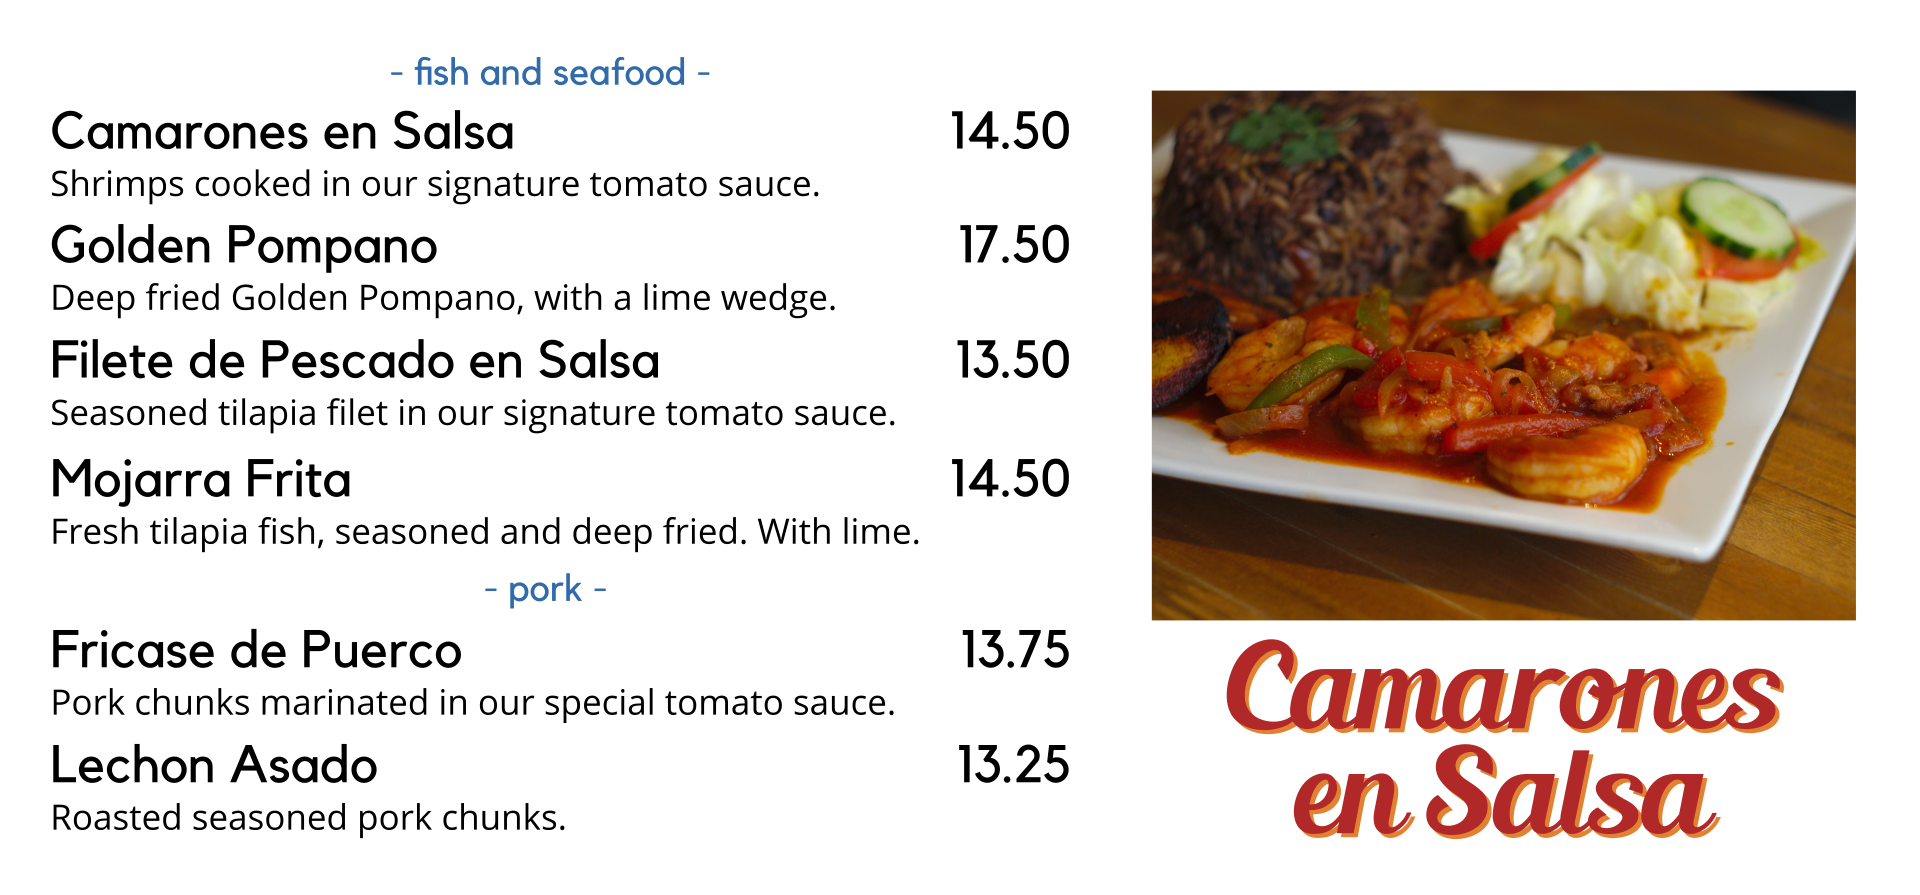 - fish and seafood -
Camarones en Salsa 14.50
Shrimps cooked in our signature tomato sauce.
Golden Pompano 17.50
Deep fried Golden Pompano, with a lime wedge.
Filete de Pescado en Salsa 13.50
Seasoned tilapia filet in our signature tomato sauce.
Mojarra Frita 14.50
Fresh tilapia fish, seasoned and deep fried. With lime.
- pork -
Fricase de Puerco 13.75
Pork chunks marinated in our special tomato sauce.
Lechon Asado 13.25
Roasted seasoned pork chunks.
Camarones
en Salsa